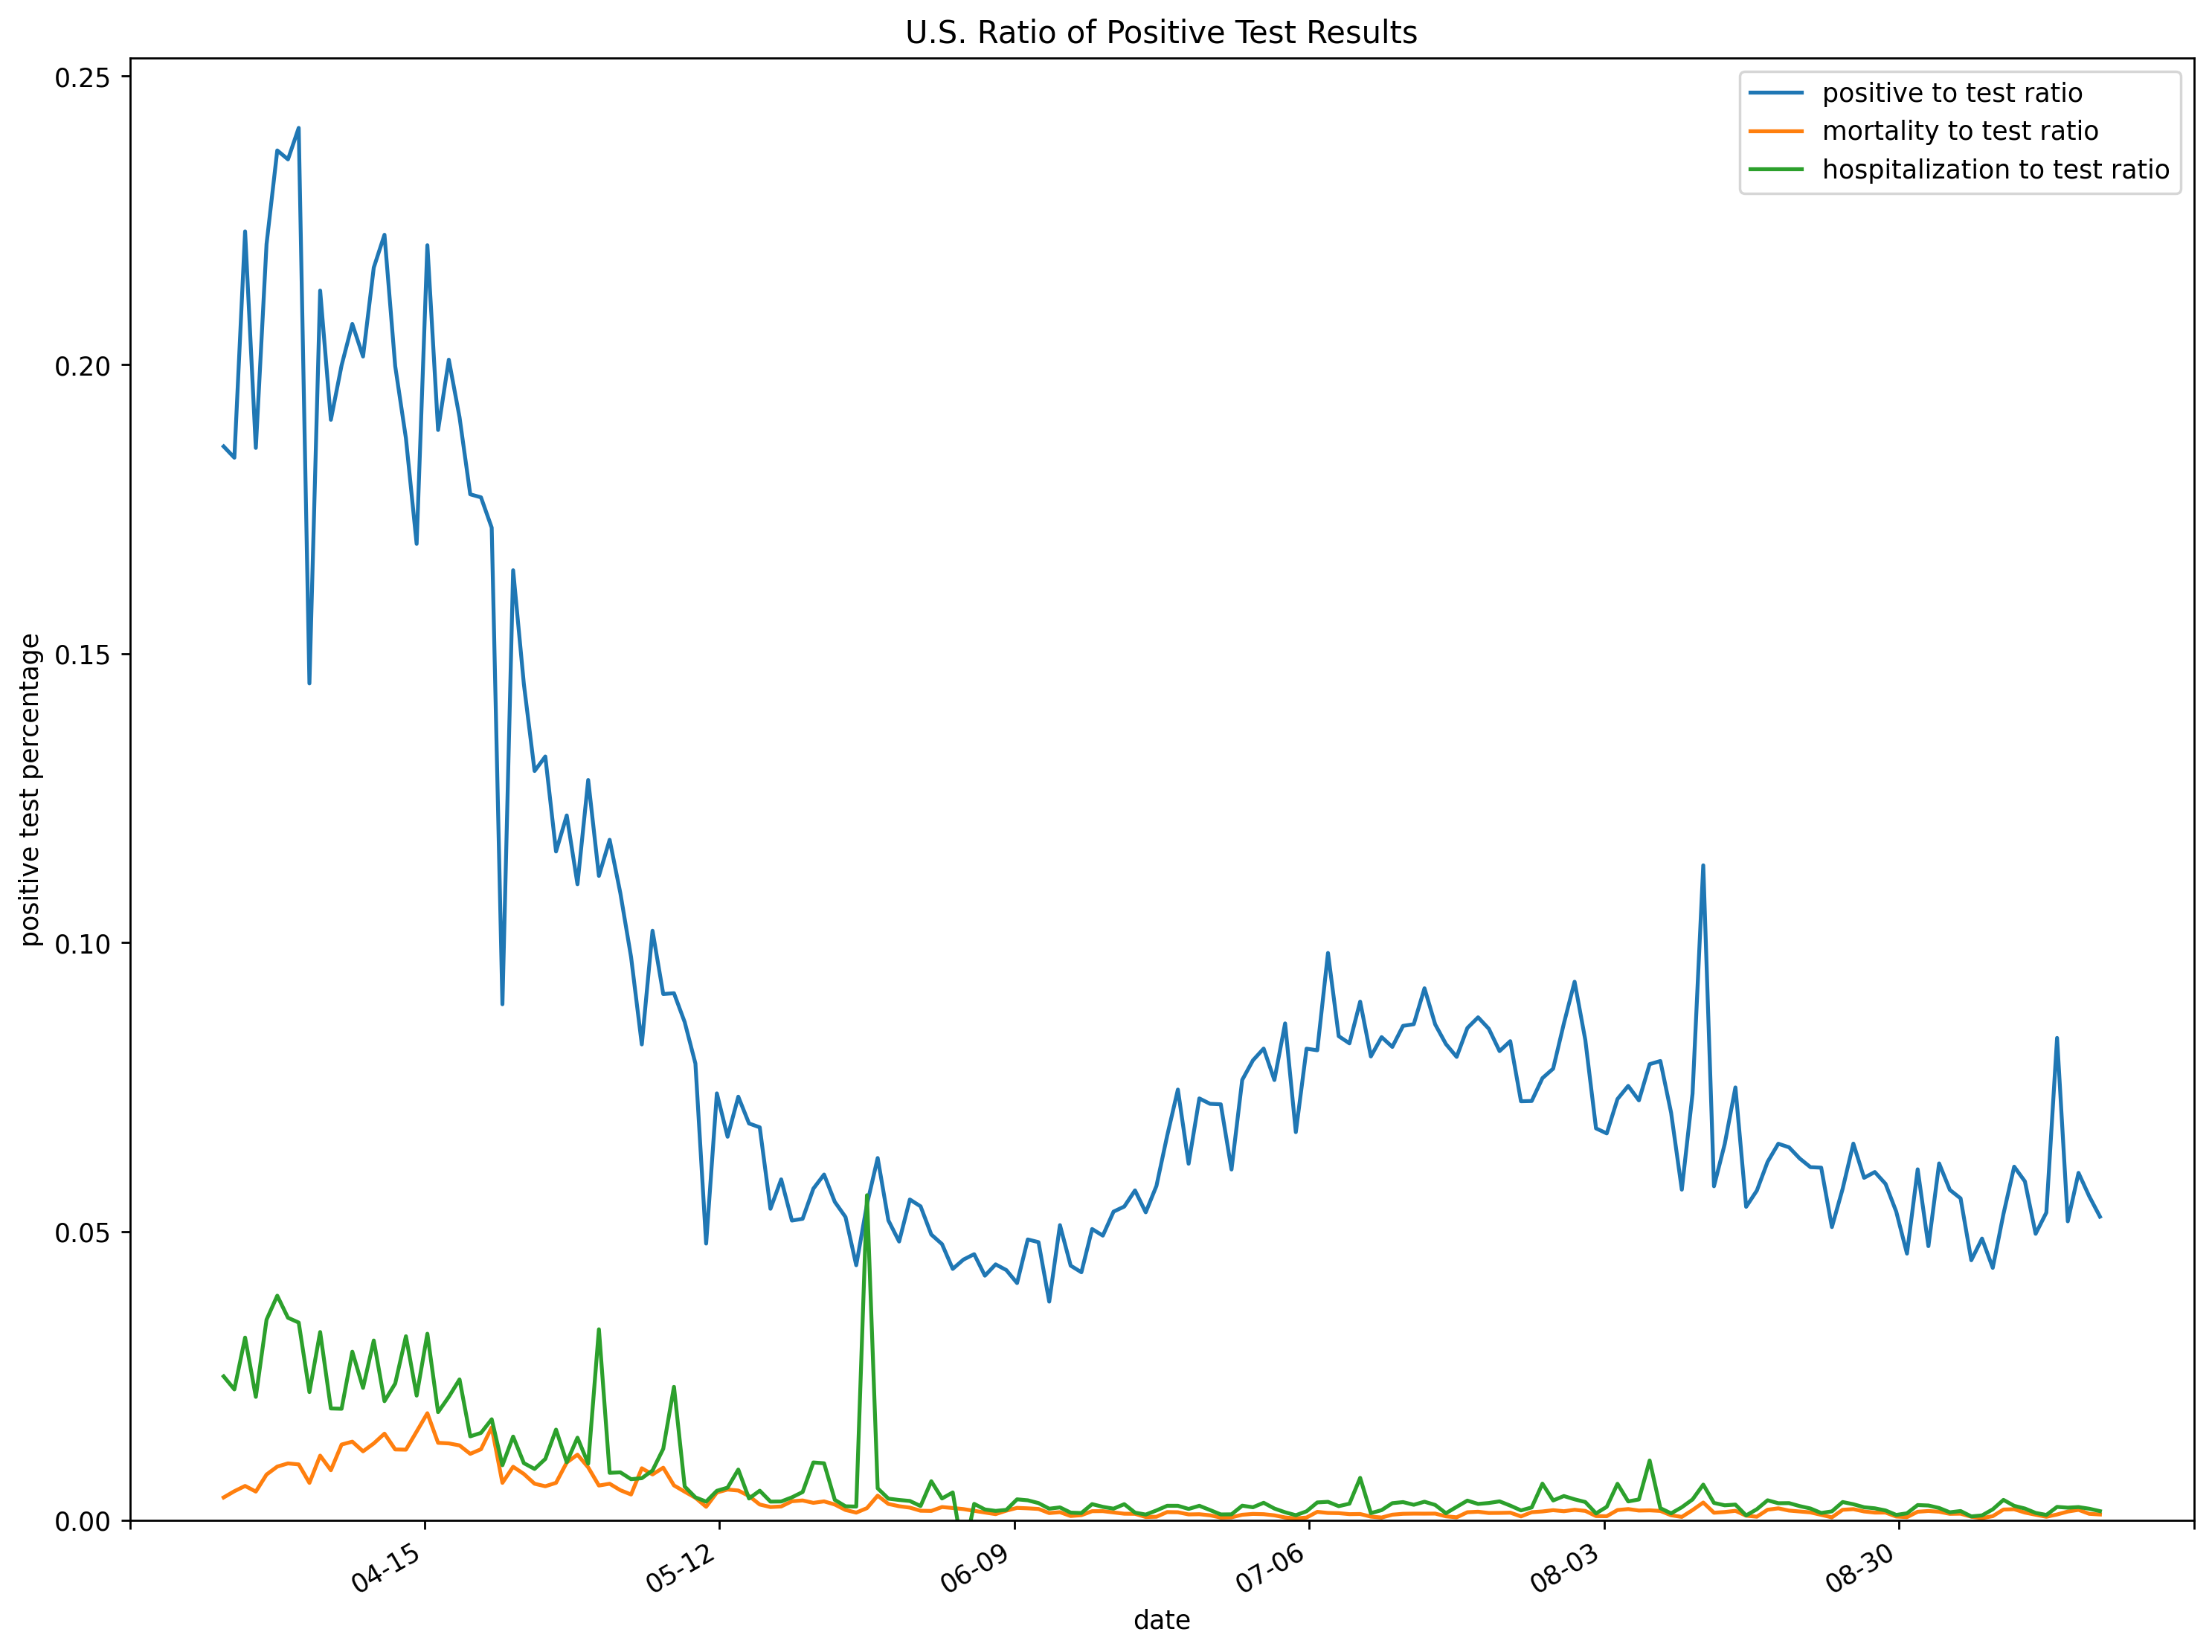 U.S. Ratio of Positive Test Results
positive to test ratio
mortality to test ratio
hospitalization to test ratio
positive test percentage
0.25
0.20
0.15
0.10
0.05
0.00
04-15
05-12
06-09
07-06
08-03
08-30
date